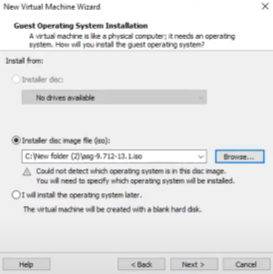 New Virtual Machine Wizard
Guest Operating System Installation
A virtual machine is like a physical computer; it needs an operating
system. How will you install the guest operating system?
Install from:
Installer disc:
No drives available
Installer disc image file (iso):
C:\New folder (2)\asg-9.712-13.1.iso
Browse...
Could not detect which operating system is in this disc image.
You will need to specify which operating system will be installed.
I will install the operating system later.
The virtual machine will be created with a blank hard disk.
Help
< Back
Next >
Cancel